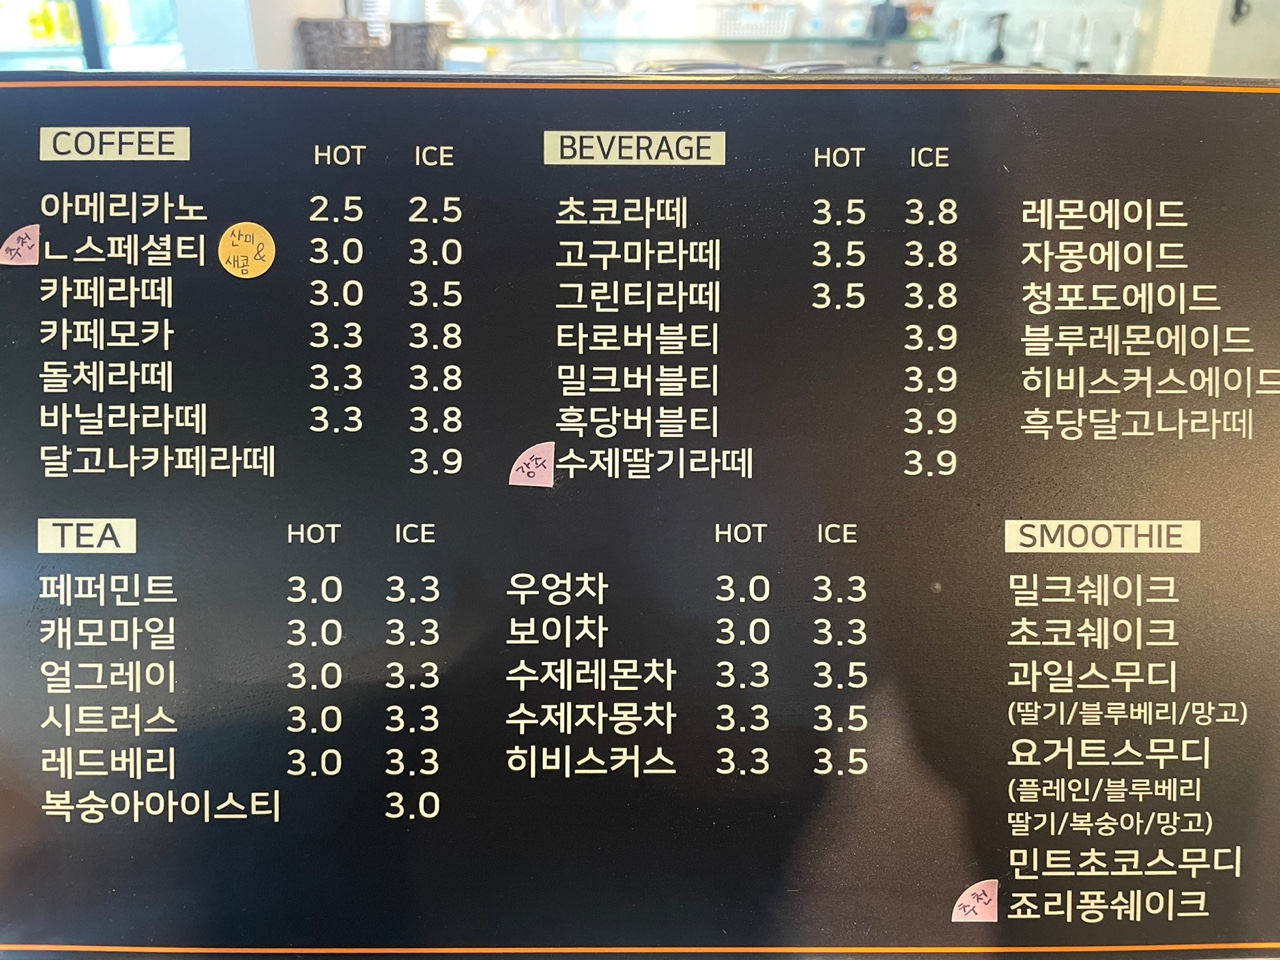 COFFEE HOT ICE
아메리카노 2.5 2.5
추천 ㄴ스페셜티 산미 & 새콤 3.0 3.0
카페라떼 3.0 3.5
카페모카 3.3 3.8
돌체라떼 3.3 3.8
바닐라라떼 3.3 3.8
달고나카페라떼 3.9
BEVERAGE HOT ICE
초코라떼 3.5 3.8
고구마라떼 3.5 3.8
그린티라떼 3.5 3.8
타로버블티 3.9
밀크버블티 3.9
흑당버블티 3.9
강추 수제딸기라떼 3.9
레몬에이드
자몽에이드
청포도에이드
블루레몬에이드
히비스커스에이드
흑당달고나라떼
TEA HOT ICE
페퍼민트 3.0 3.3
캐모마일 3.0 3.3
얼그레이 3.0 3.3
시트러스 3.0 3.3
레드베리 3.0 3.3
복숭아아이스티 3.0
HOT ICE
우엉차 3.0 3.3
보이차 3.0 3.3
수제레몬차 3.3 3.5
수제자몽차 3.3 3.5
히비스커스 3.3 3.5
SMOOTHIE
밀크쉐이크
초코쉐이크
과일스무디
(딸기/블루베리/망고)
요거트스무디
(플레인/블루베리
딸기/복숭아/망고)
민트초코스무디
추천 죠리퐁쉐이크